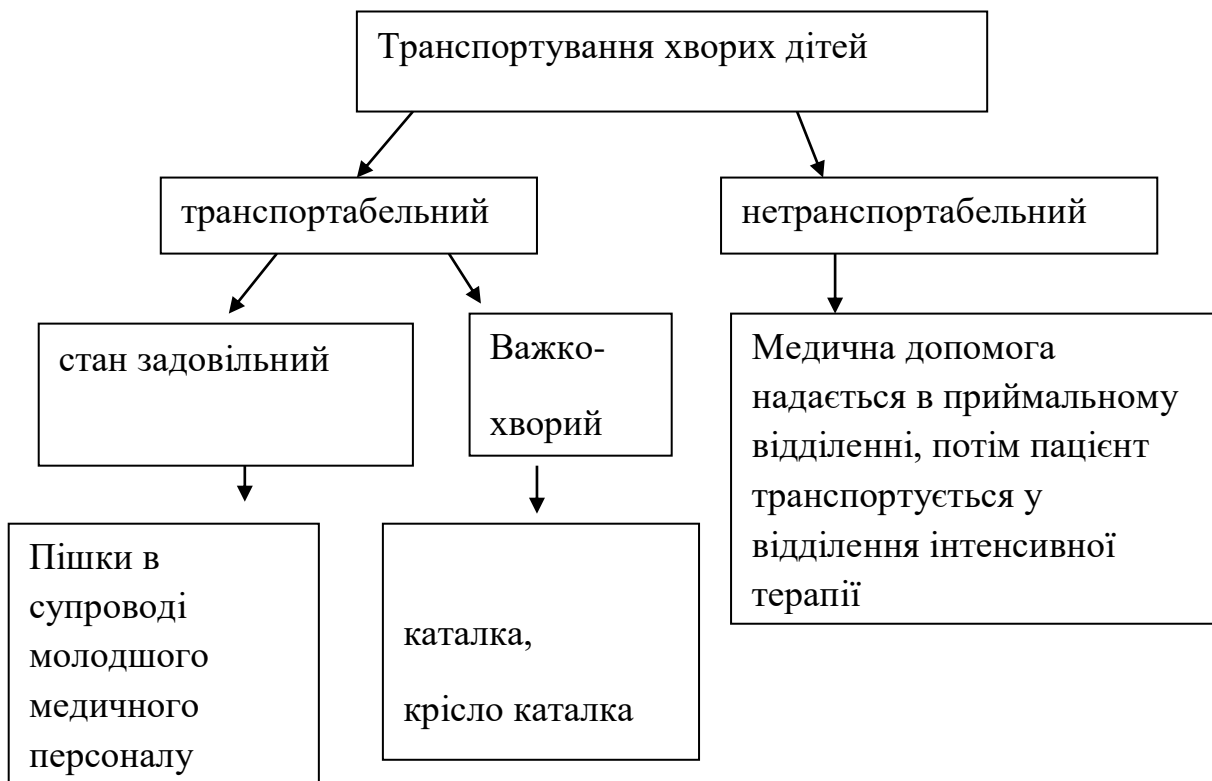 Транспортування хворих дітей
транспортабельний
нетранспортабельний
стан задовільний
Важко-
хворий
Медична допомога
надається в приймальному
відділенні, потім пацієнт
транспортується у
відділення інтенсивної
терапії
Пішки в
супроводі
молодшого
медичного
персоналу
каталка,
крісло каталка